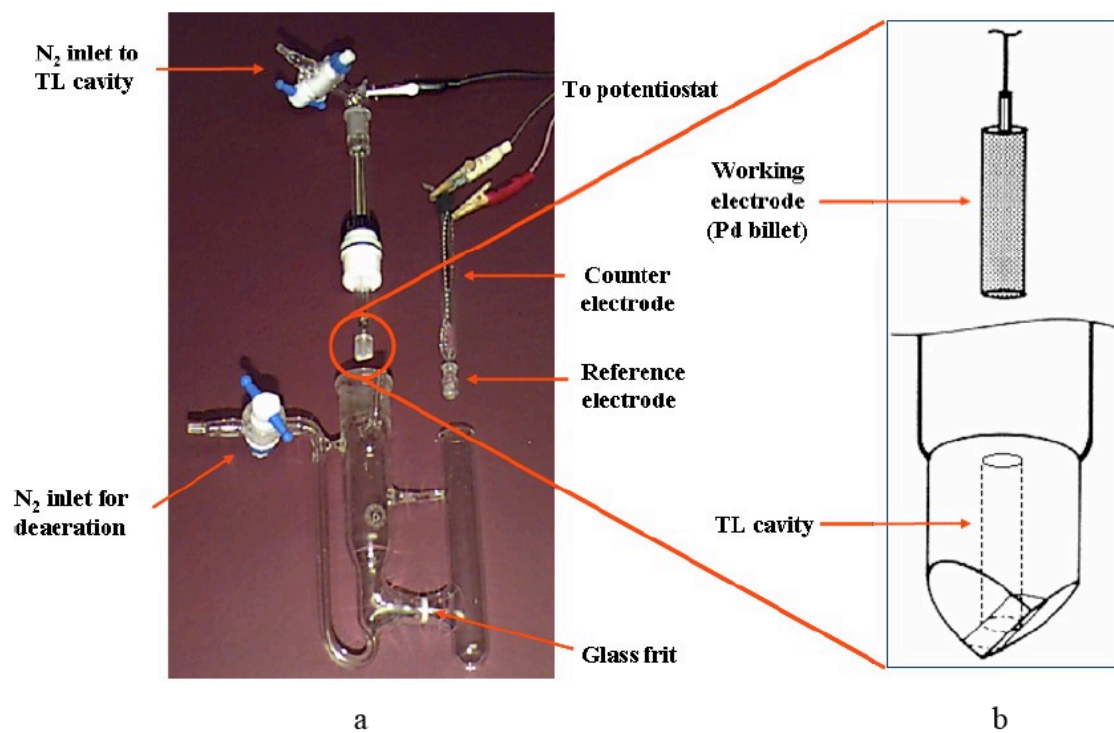 N₂ inlet to
TL cavity
To potentiostat
Working
electrode
(Pd billet)
Counter
electrode
Reference
electrode
N₂ inlet for
deaeration
TL cavity
Glass frit
a
b